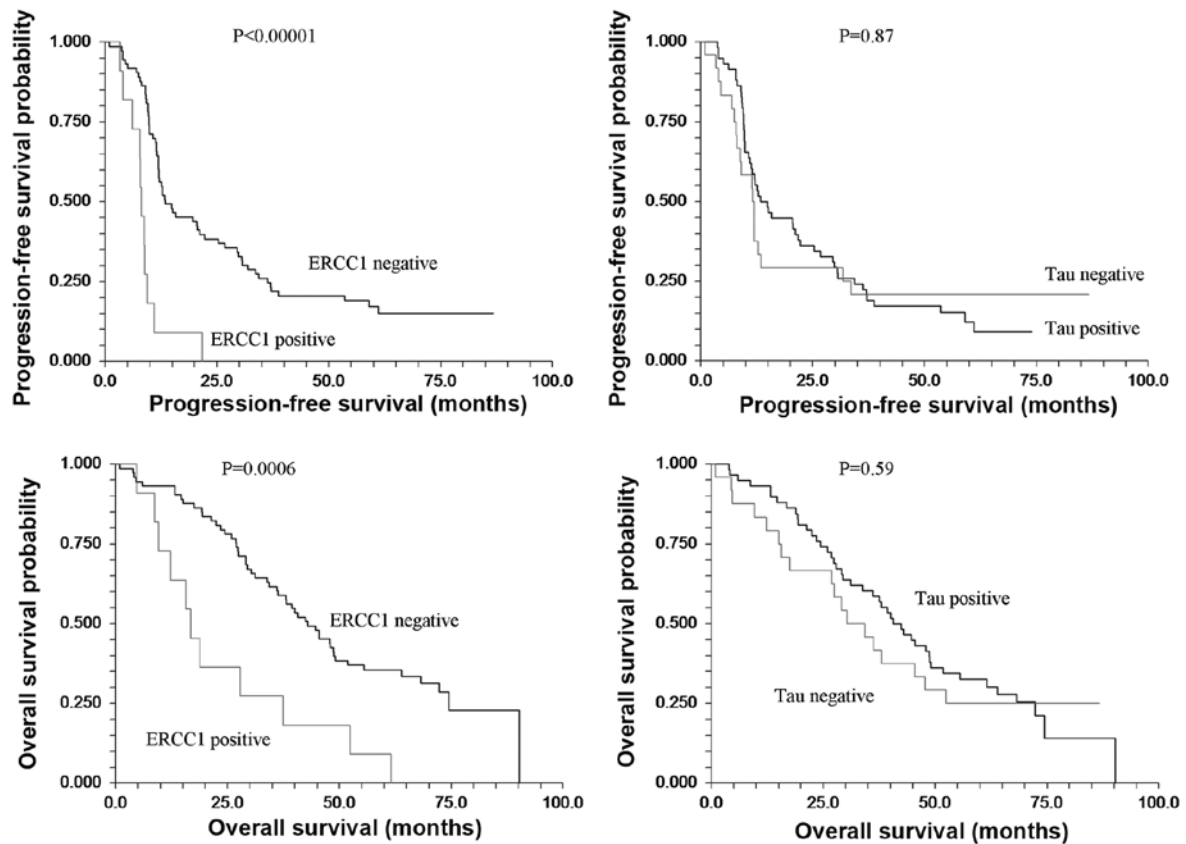 P<0.00001
Progression-free survival probability
1.000
0.750
0.500
0.250
0.000
ERCC1 negative
ERCC1 positive
0.0 25.0 50.0 75.0 100.0
Progression-free survival (months)
P=0.87
Progression-free survival probability
1.000
0.750
0.500
0.250
0.000
Tau negative
Tau positive
0.0 25.0 50.0 75.0 100.0
Progression-free survival (months)
P=0.0006
Overall survival probability
1.000
0.750
0.500
0.250
0.000
ERCC1 negative
ERCC1 positive
0.0 25.0 50.0 75.0 100.0
Overall survival (months)
P=0.59
Overall survival probability
1.000
0.750
0.500
0.250
0.000
Tau positive
Tau negative
0.0 25.0 50.0 75.0 100.0
Overall survival (months)